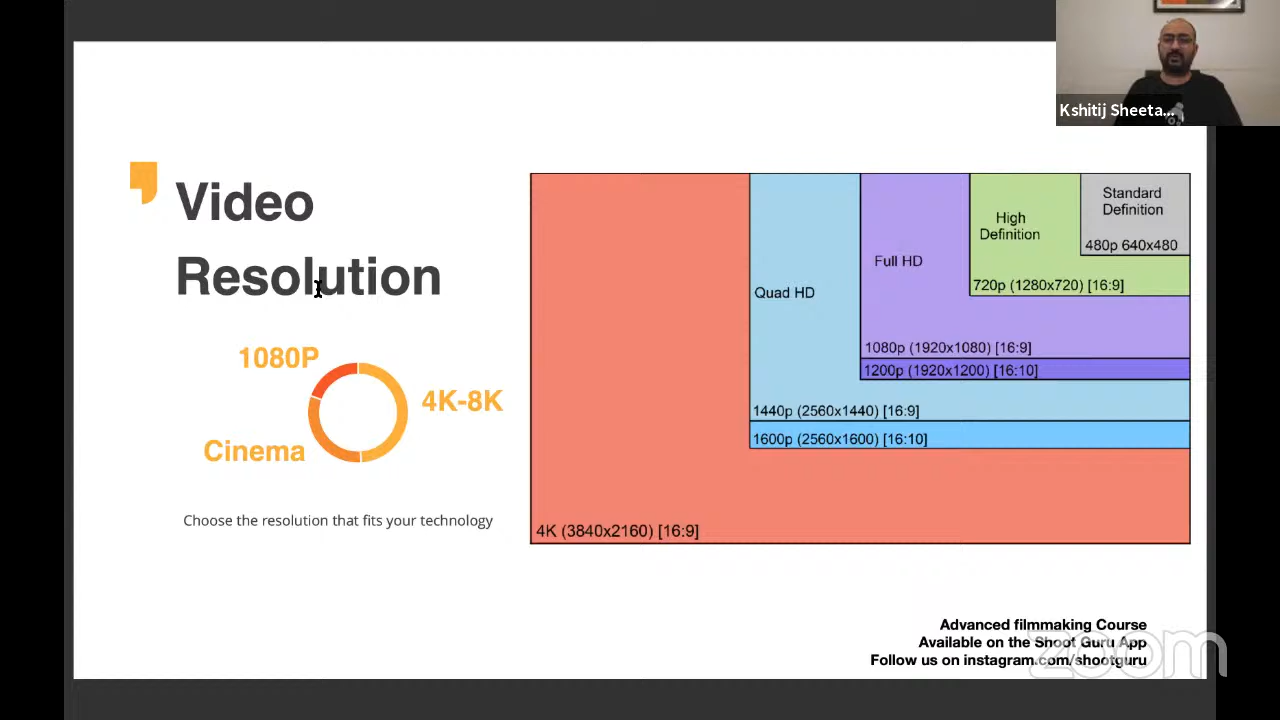 Kshitij Sheeta...
Video
Resolution
1080P
4K-8K
Cinema
Choose the resolution that fits your technology
Standard
Definition
480p 640x480
High
Definition
720p (1280x720) [16:9]
Full HD
1080p (1920x1080) [16:9]
1200p (1920x1200) [16:10]
Quad HD
1440p (2560x1440) [16:9]
1600p (2560x1600) [16:10]
4K (3840x2160) [16:9]
Advanced filmmaking Course
Available on the Shoot Guru App
Follow us on instagram.com/shootguru
zoom